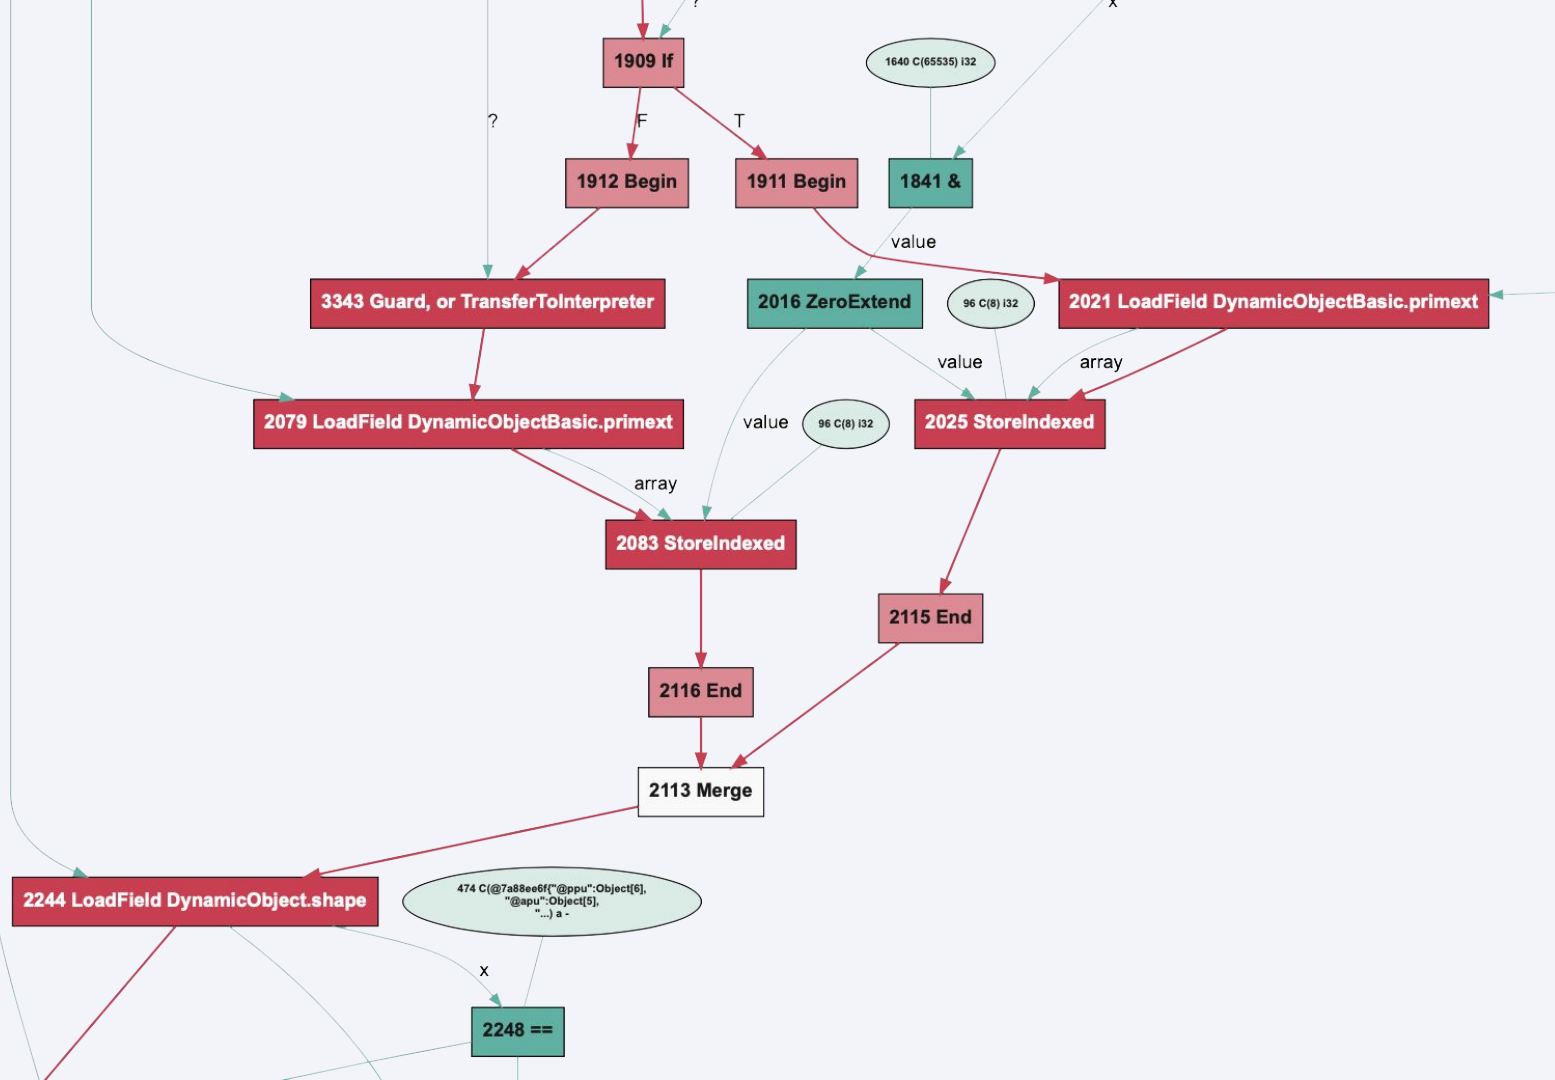 ?
x
1909 If
1640 C(65535) i32
?
F
T
1912 Begin
1911 Begin
1841 &
value
3343 Guard, or TransferToInterpreter
2016 ZeroExtend
96 C(8) i32
2021 LoadField DynamicObjectBasic.primext
value
array
2079 LoadField DynamicObjectBasic.primext
value
96 C(8) i32
2025 StoreIndexed
array
2083 StoreIndexed
2115 End
2116 End
2113 Merge
2244 LoadField DynamicObject.shape
474 C(@7a88ee6f{"@ppu":Object[6],
"@apu":Object[5],
"...) a -
x
2248 ==